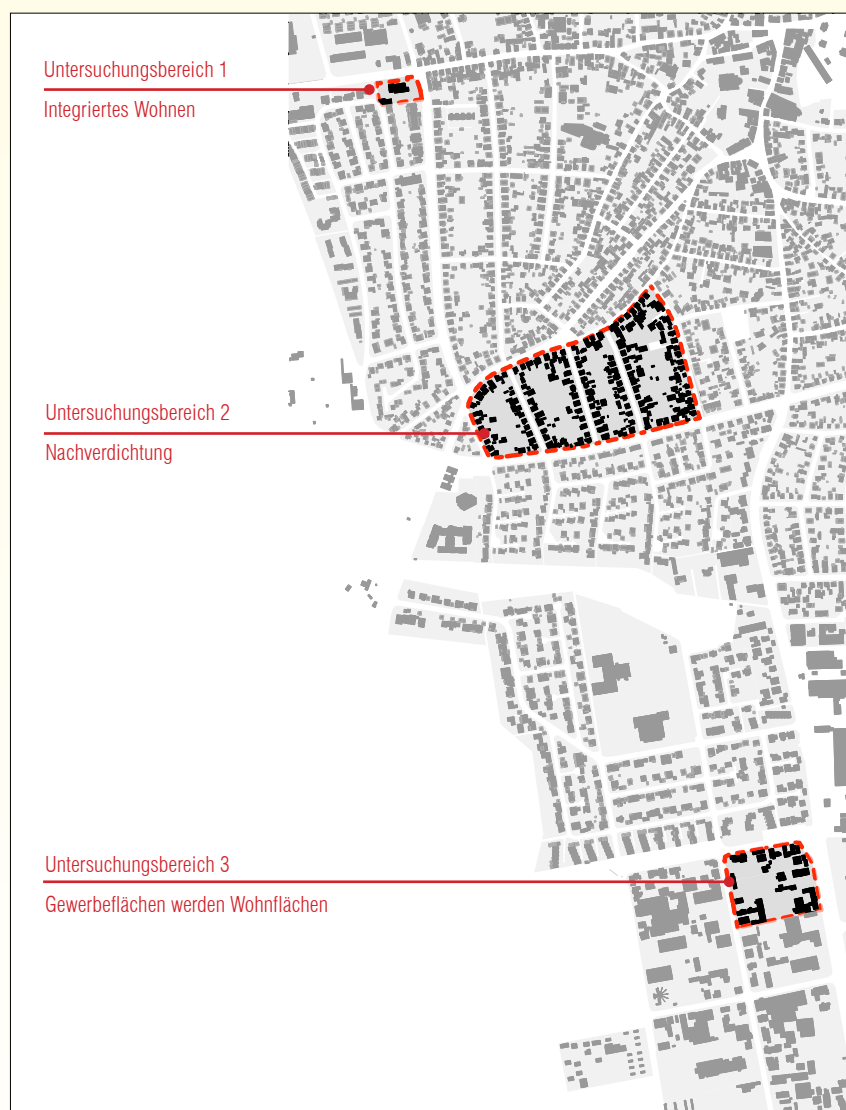 Untersuchungsbereich 1
Integriertes Wohnen
Untersuchungsbereich 2
Nachverdichtung
Untersuchungsbereich 3
Gewerbeflächen werden Wohnflächen